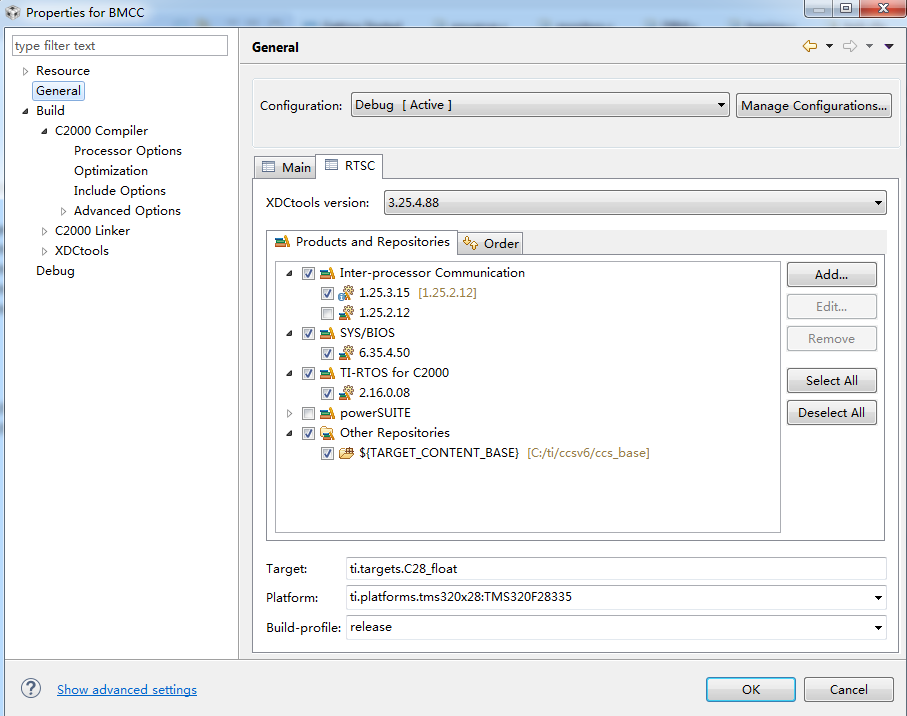 Properties for BMCC
type filter text
Resource
General
Build
C2000 Compiler
Processor Options
Optimization
Include Options
Advanced Options
C2000 Linker
XDCtools
Debug
General
Configuration: Debug [ Active ] Manage Configurations...
Main RTSC
XDCtools version: 3.25.4.88
Products and Repositories Order
Inter-processor Communication
1.25.3.15 [1.25.2.12]
1.25.2.12
SYS/BIOS
6.35.4.50
TI-RTOS for C2000
2.16.0.08
powerSUITE
Other Repositories
${TARGET_CONTENT_BASE} [C:/ti/ccsv6/ccs_base]
Add...
Edit...
Remove
Select All
Deselect All
Target: ti.targets.C28_float
Platform: ti.platforms.tms320x28:TMS320F28335
Build-profile: release
? Show advanced settings
OK Cancel